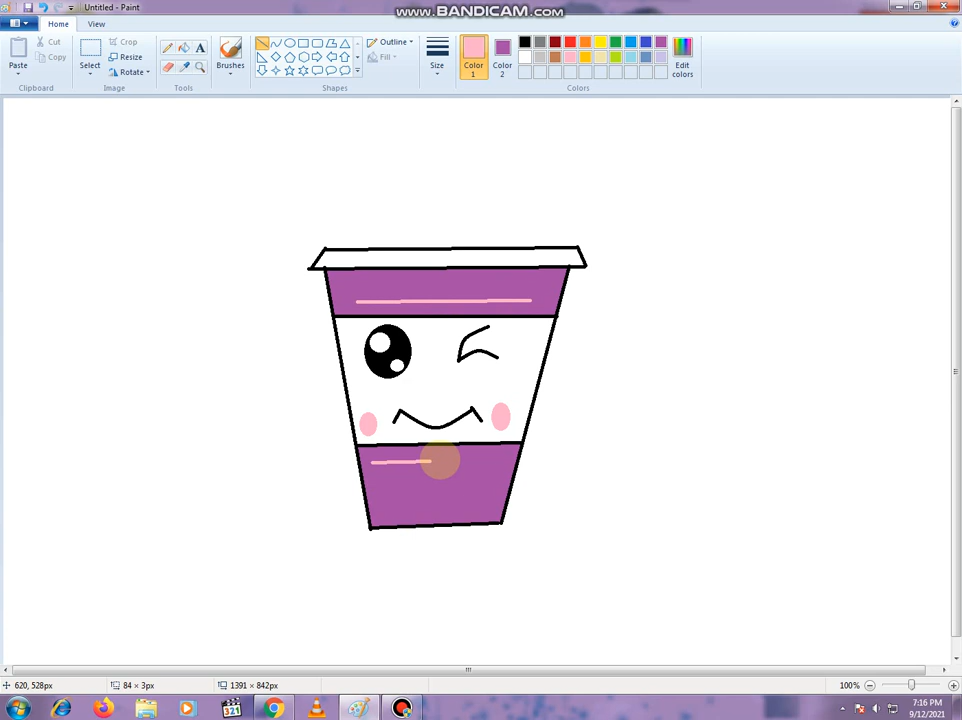 Untitled - Paint
WWW.BANDICAM.COM
Home
View
Paste
Cut
Copy
Clipboard
Select
Crop
Resize
Rotate
Image
Tools
Brushes
Outline
Fill
Shapes
Size
Color 1
Color 2
Edit colors
Colors
620, 528px
84 × 3px
1391 × 842px
100%
321
7:16 PM
9/12/2021